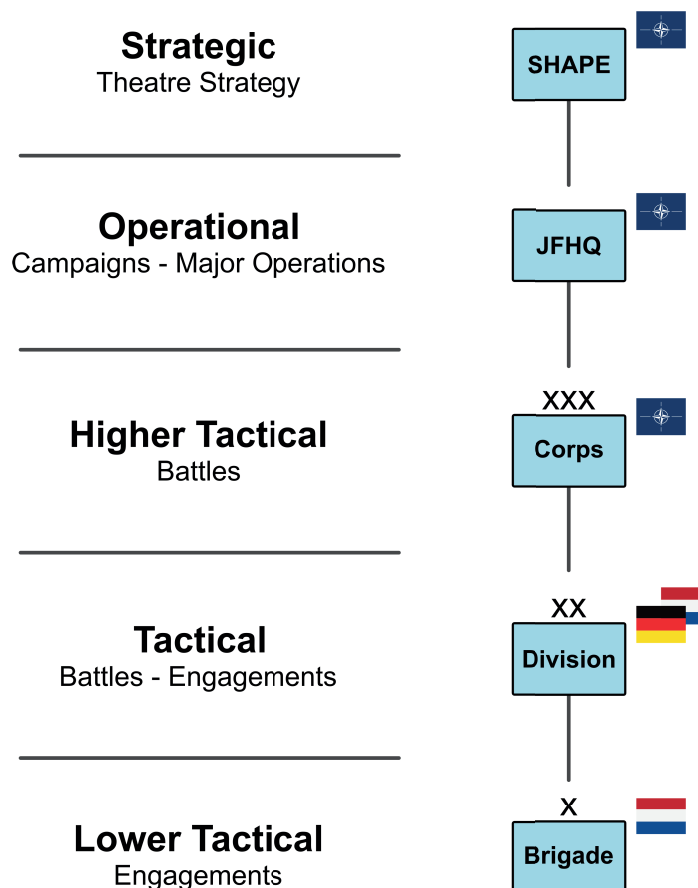 Strategic
Theatre Strategy
SHAPE
Operational
Campaigns - Major Operations
JFHQ
XXX
Higher Tactical
Battles
Corps
XX
Tactical
Battles - Engagements
Division
X
Lower Tactical
Engagements
Brigade